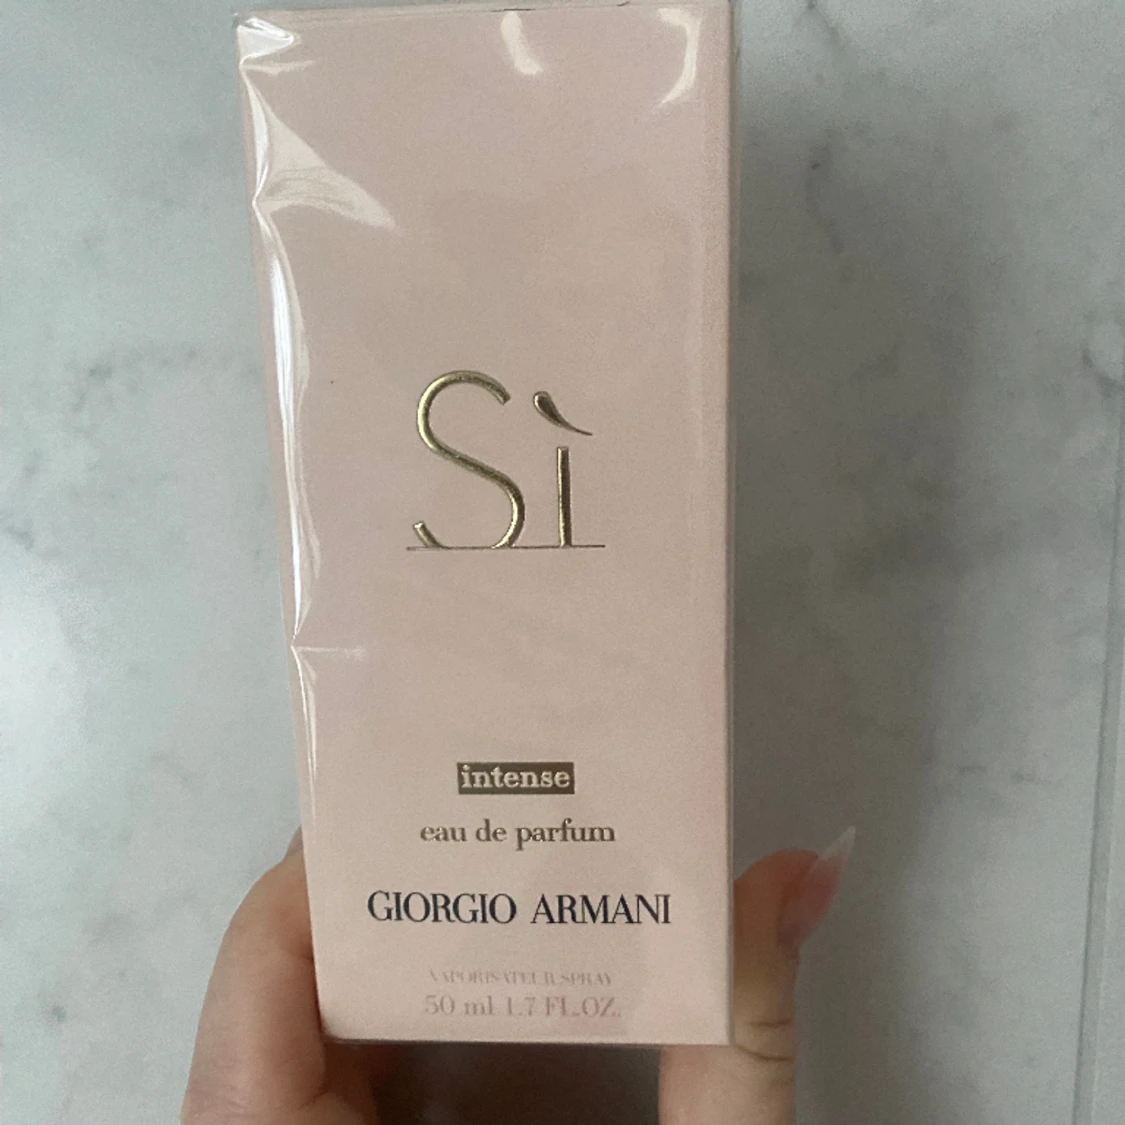 Sì
intense
eau de parfum
GIORGIO ARMANI
VAPORISATEUR SPRAY
50 ml 1.7 FL.OZ.